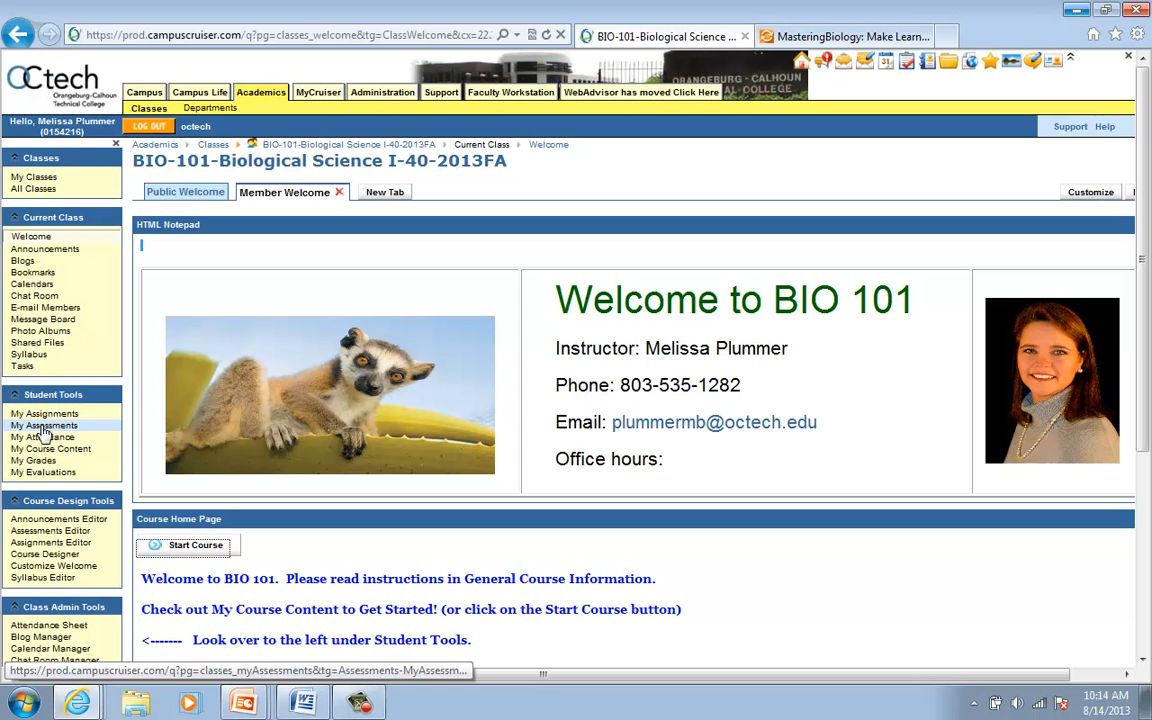 https://prod.campuscruiser.com/q?pg=classes_welcome&tg=ClassWelcome&cx=22.
BIO-101-Biological Science ...
MasteringBiology: Make Learn...
OCtech
Orangeburg-Calhoun
Technical College
ORANGEBURG-CALHOUN
AL-COLLEGE
Campus
Campus Life
Academics
MyCruiser
Administration
Support
Faculty Workstation
WebAdvisor has moved Click Here
Classes
Departments
Hello, Melissa Plummer
(0154216)
LOG OUT
octech
Support
Help
Academics
Classes
BIO-101-Biological Science I-40-2013FA
Current Class
Welcome
BIO-101-Biological Science I-40-2013FA
Public Welcome
Member Welcome
New Tab
Customize
Classes
My Classes
All Classes
Current Class
Welcome
Announcements
Blogs
Bookmarks
Calendars
Chat Room
E-mail Members
Message Board
Photo Albums
Shared Files
Syllabus
Tasks
Student Tools
My Assignments
My Assessments
My Course Content
My Grades
My Evaluations
Course Design Tools
Announcements Editor
Assessments Editor
Assignments Editor
Course Designer
Customize Welcome
Syllabus Editor
Class Admin Tools
Attendance Sheet
Blog Manager
Calendar Manager
Chat Room Manager
HTML Notepad
Welcome to BIO 101
Instructor: Melissa Plummer
Phone: 803-535-1282
Email: plummermb@octech.edu
Office hours:
Course Home Page
Start Course
Welcome to BIO 101.  Please read instructions in General Course Information.
Check out My Course Content to Get Started! (or click on the Start Course button)
<-------  Look over to the left under Student Tools.
https://prod.campuscruiser.com/q?pg=classes_myAssessments&tg=Assessments-MyAssessm...
10:14 AM
8/14/2013